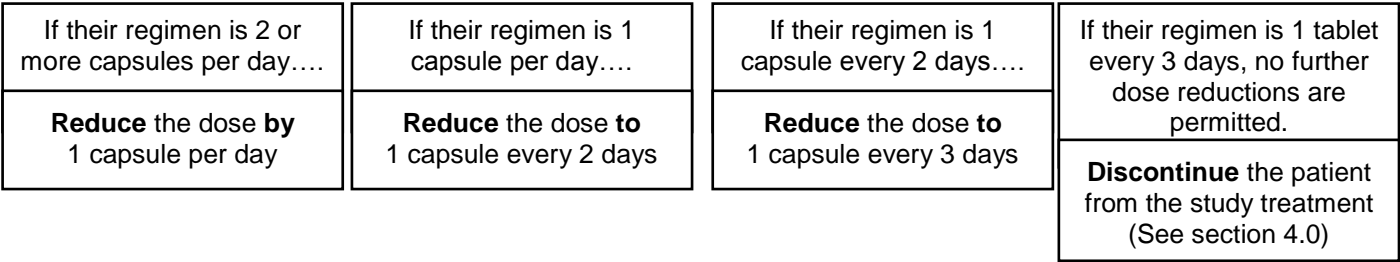 If their regimen is 2 or
more capsules per day….
Reduce the dose by
1 capsule per day
If their regimen is 1
capsule per day….
Reduce the dose to
1 capsule every 2 days
If their regimen is 1
capsule every 2 days….
Reduce the dose to
1 capsule every 3 days
If their regimen is 1 tablet
every 3 days, no further
dose reductions are
permitted.
Discontinue the patient
from the study treatment
(See section 4.0)